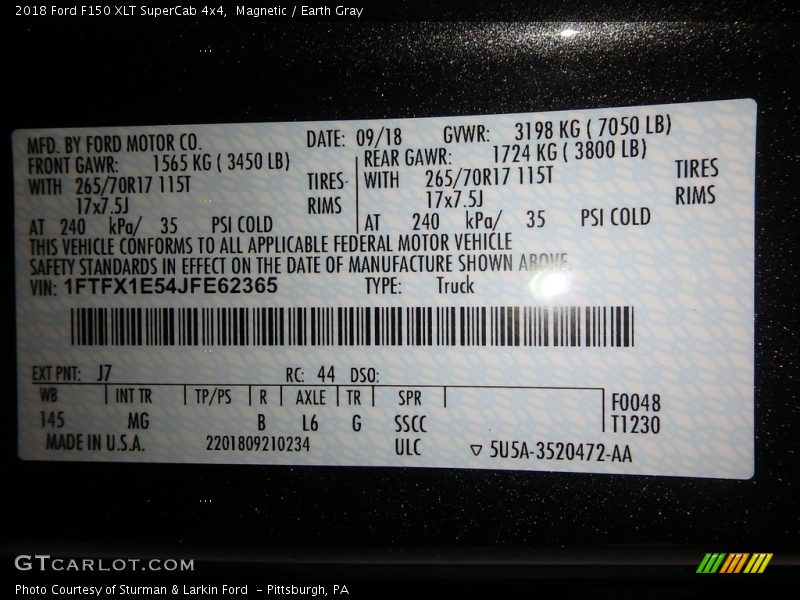 2018 Ford F150 XLT SuperCab 4x4,  Magnetic / Earth Gray
MFD. BY FORD MOTOR CO.
DATE: 09/18 GVWR: 3198 KG ( 7050 LB)
FRONT GAWR: 1565 KG ( 3450 LB)
WITH 265/70R17 115T TIRES
17x7.5J RIMS
AT 240 kPa/ 35 PSI COLD
REAR GAWR: 1724 KG ( 3800 LB)
WITH 265/70R17 115T TIRES
17x7.5J RIMS
AT 240 kPa/ 35 PSI COLD
THIS VEHICLE CONFORMS TO ALL APPLICABLE FEDERAL MOTOR VEHICLE
SAFETY STANDARDS IN EFFECT ON THE DATE OF MANUFACTURE SHOWN ABOVE.
VIN: 1FTFX1E54JFE62365 TYPE: Truck
EXT PNT: J7 RC: 44 DSO:
WB INT TR TP/PS R AXLE TR SPR
145 MG B L6 G SSCC
F0048
T1230
MADE IN U.S.A. 2201809210234 ULC ▽ 5U5A-3520472-AA
GTCARLOT.COM
Photo Courtesy of Sturman & Larkin Ford  - Pittsburgh, PA